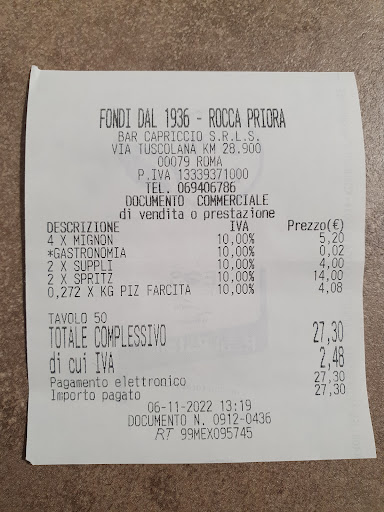 FONDI DAL 1936 - ROCCA PRIORA
BAR CAPRICCIO S.R.L.S.
VIA TUSCOLANA KM 28.900
00079 ROMA
P.IVA 13339371000
TEL. 069406786
DOCUMENTO COMMERCIALE
di vendita o prestazione
DESCRIZIONE IVA Prezzo(€)
4 X MIGNON 10,00% 5,20
*GASTRONOMIA 10,00% 0,02
2 X SUPPLI 10,00% 4,00
2 X SPRITZ 10,00% 14,00
0,272 X KG PIZ FARCITA 10,00% 4,08
TAVOLO 50
TOTALE COMPLESSIVO 27,30
di cui IVA 2,48
Pagamento elettronico 27,30
Importo pagato 27,30
06-11-2022 13:19
DOCUMENTO N. 0912-0436
RT 99MEX095745